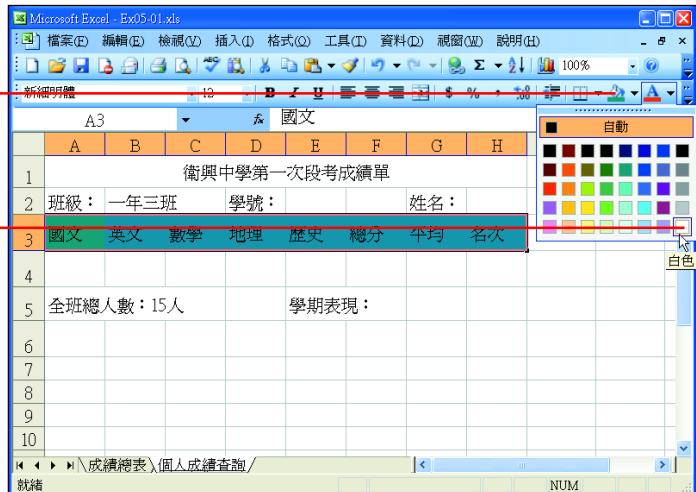 Microsoft Excel - Ex05-01.xls
檔案(F) 編輯(E) 檢視(V) 插入(I) 格式(O) 工具(T) 資料(D) 視窗(W) 說明(H)
100%
新細明體 12 B I U $ %
A3 fx 國文
自動
A B C D E F G H
1 衛興中學第一次段考成績單
2 班級： 一年三班 學號： 姓名：
3 國文 英文 數學 地理 歷史 總分 平均 名次
白色
4
5 全班總人數：15人 學期表現：
6
7
8
9
10
成績總表 個人成績查詢
就緒 NUM